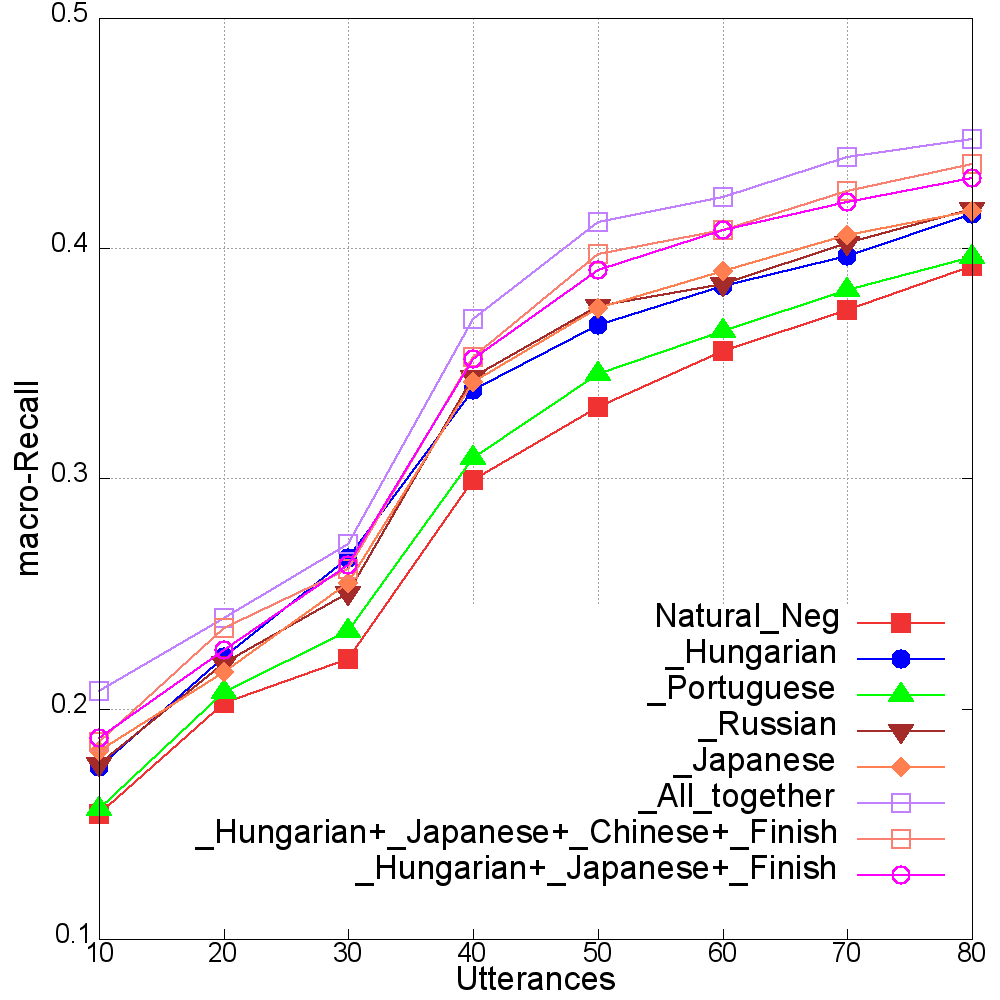 0.5
0.4
0.3
0.2
0.1
macro-Recall
Natural_Neg
_Hungarian
_Portuguese
_Russian
_Japanese
_All_together
_Hungarian+_Japanese+_Chinese+_Finish
_Hungarian+_Japanese+_Finish
10 20 30 40 50 60 70 80
Utterances